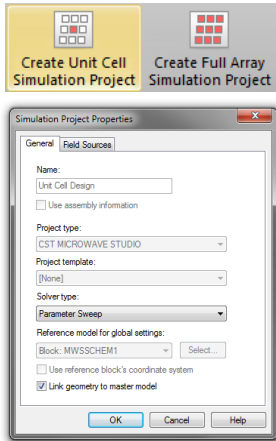 Create Unit Cell
Simulation Project
Create Full Array
Simulation Project
Simulation Project Properties
General
Field Sources
Name:
Unit Cell Design
Use assembly information
Project type:
CST MICROWAVE STUDIO
Project template:
[None]
Solver type:
Parameter Sweep
Reference model for global settings:
Block: MWSSCHEM1
Select...
Use reference block's coordinate system
Link geometry to master model
OK
Cancel
Help